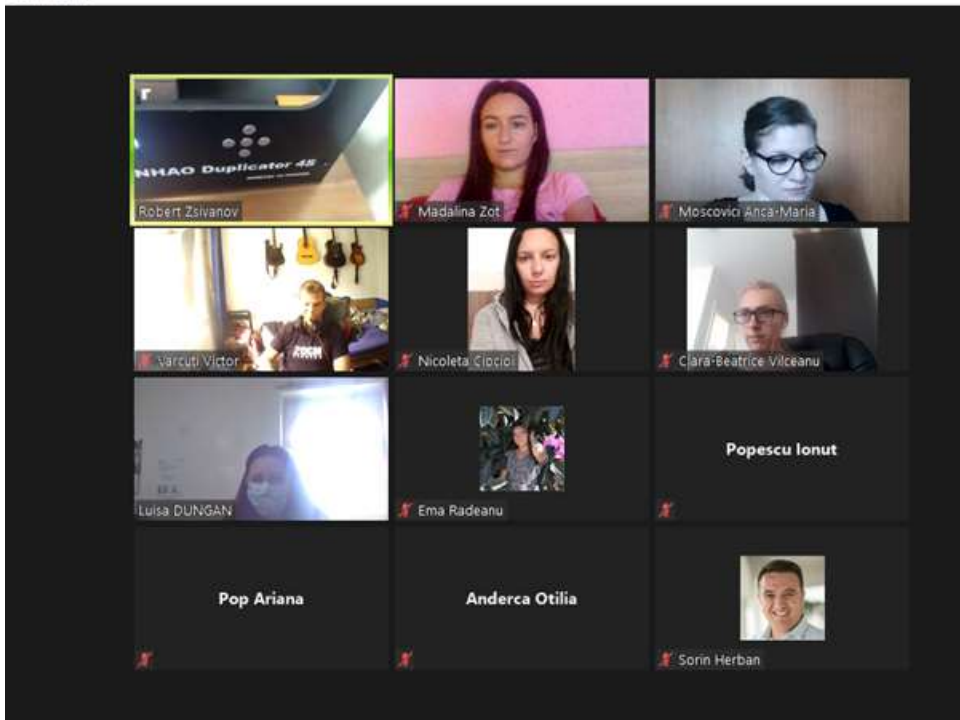 NHAO Duplicator 4S
Robert Zsivanov
Madalina Zot
Moscovici Anca-Maria
Varcuti Victor
Nicoleta Ciocioi
Clara-Beatrice Vilceanu
Luisa DUNGAN
Ema Radeanu
Popescu Ionut
Pop Ariana
Anderca Otilia
Sorin Herban